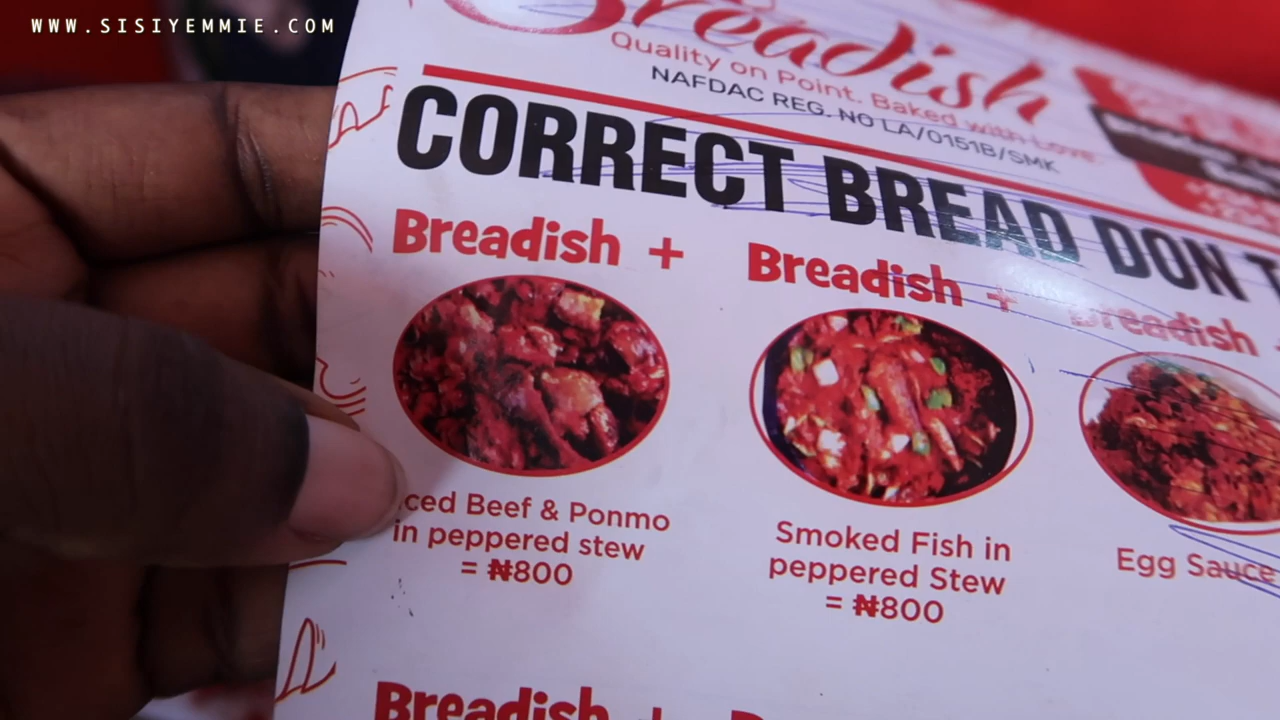 WWW.SISIYEMMIE.COM
Breadish
Quality on Point. Baked with Love
NAFDAC REG. NO LA/0151B/SMK
CORRECT BREAD DON
Breadish + Breadish + Breadish
ced Beef & Ponmo
in peppered stew
= ₦800
Smoked Fish in
peppered Stew
= ₦800
Egg Sauce
Breadish +